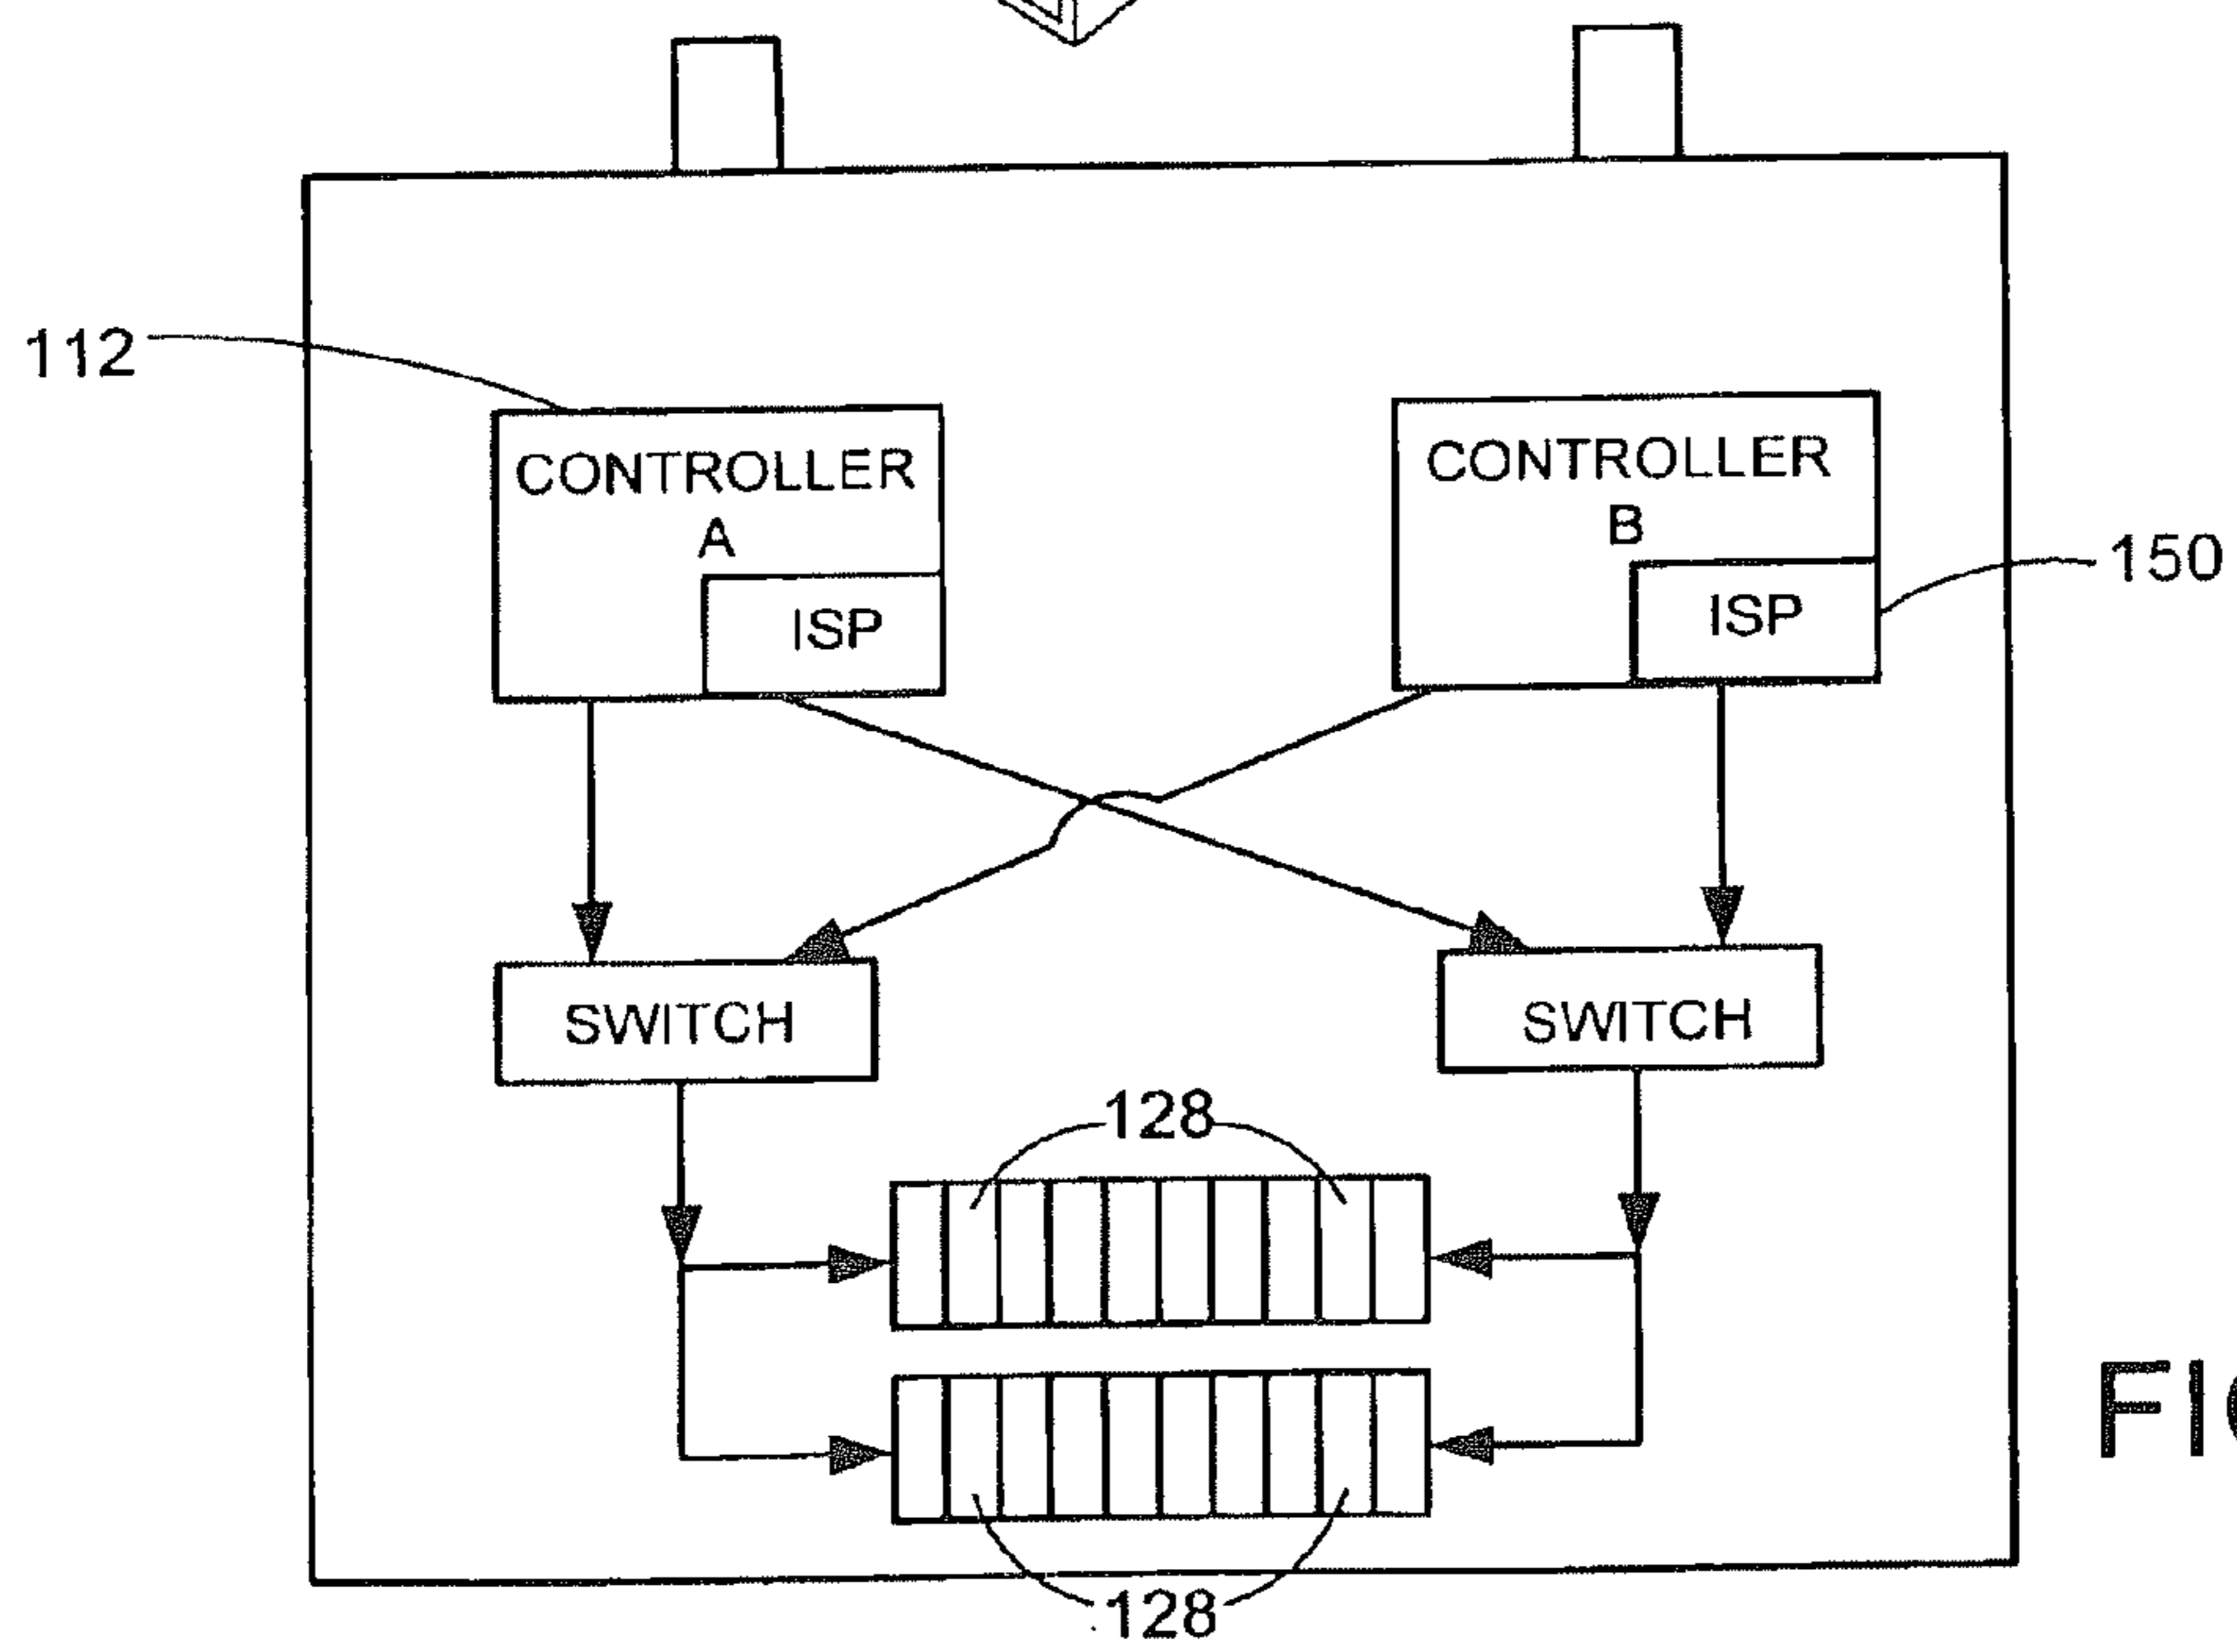 112
CONTROLLER
A
ISP
CONTROLLER
B
ISP
150
SWITCH
SWITCH
128
128